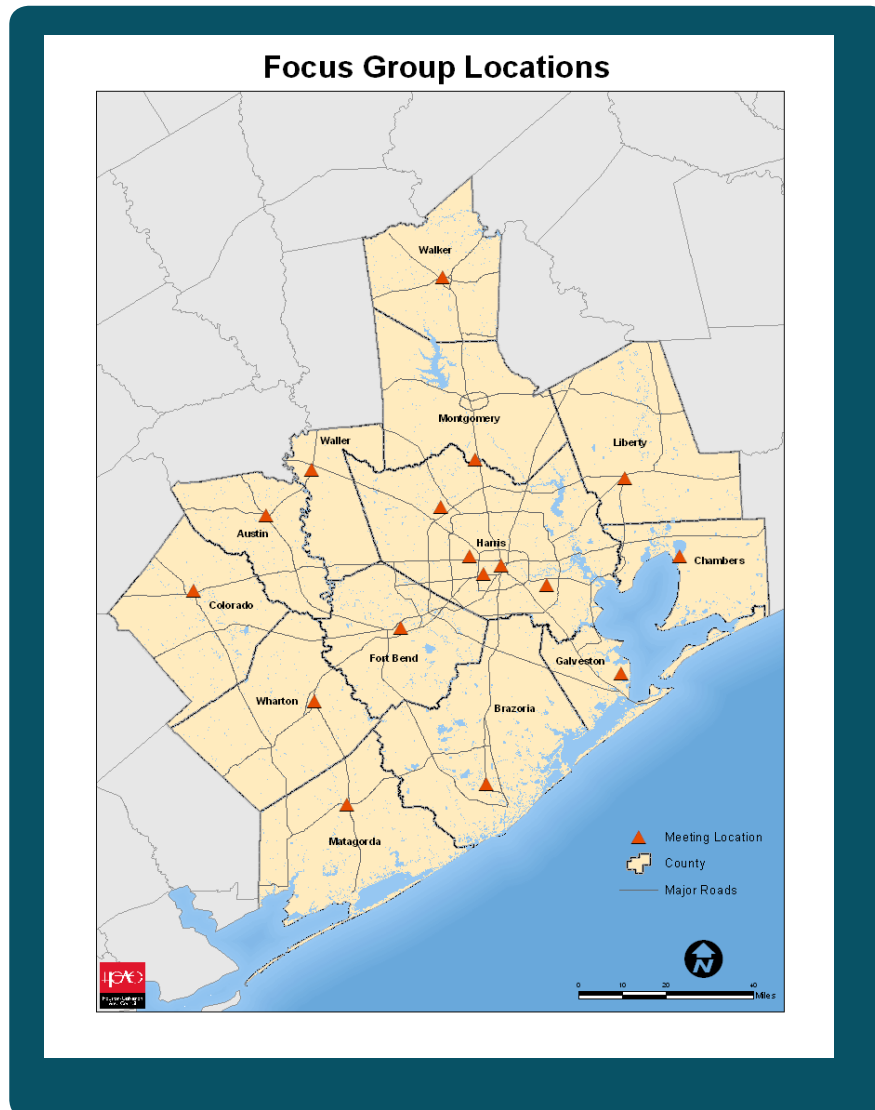 Focus Group Locations
Walker
Montgomery
Liberty
Waller
Austin
Harris
Chambers
Colorado
Fort Bend
Galveston
Wharton
Brazoria
Matagorda
Meeting Location
County
Major Roads
N
0 10 20 40
Miles